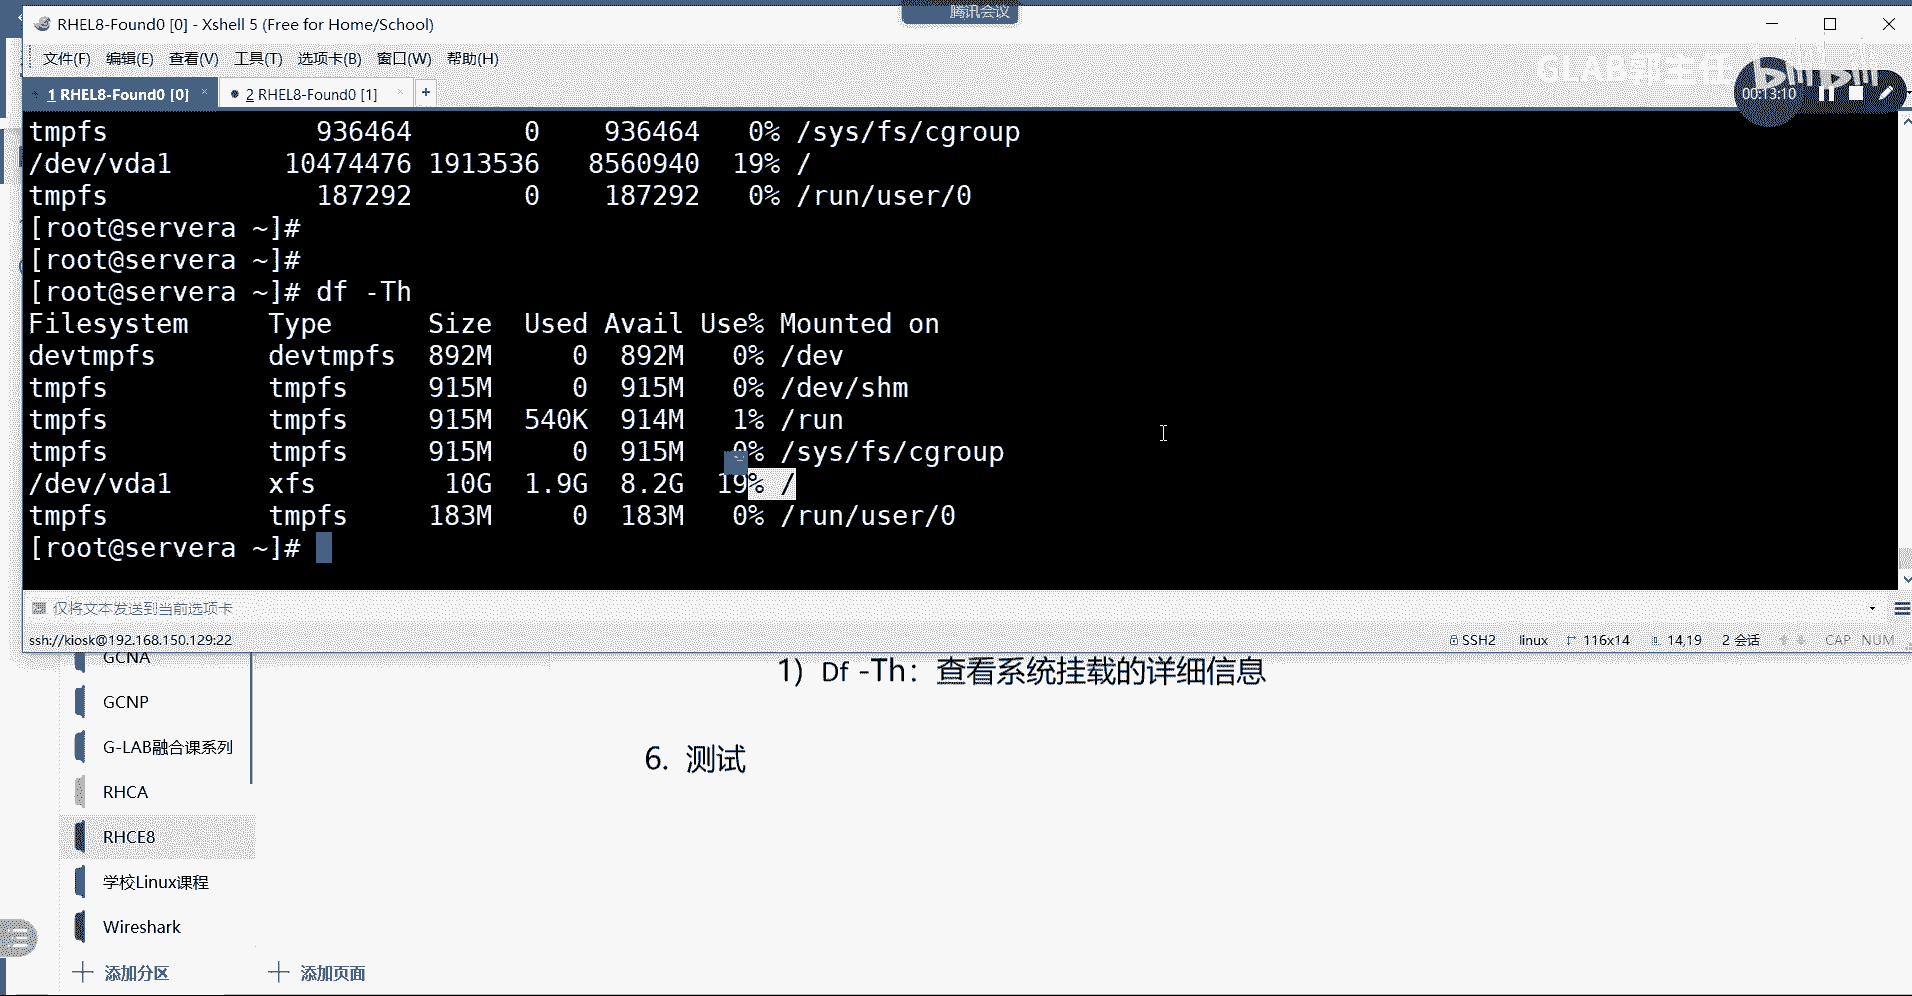 腾讯会议
RHEL8-Found0 [0] - Xshell 5 (Free for Home/School)
文件(F) 编辑(E) 查看(V) 工具(T) 选项卡(B) 窗口(W) 帮助(H)
GLAB郭主任
bilibili
00:13:10
1 RHEL8-Found0 [0] × 2 RHEL8-Found0 [1] × +
tmpfs 936464 0 936464 0% /sys/fs/cgroup
/dev/vda1 10474476 1913536 8560940 19% /
tmpfs 187292 0 187292 0% /run/user/0
[root@servera ~]#
[root@servera ~]#
[root@servera ~]# df -Th
Filesystem Type Size Used Avail Use% Mounted on
devtmpfs devtmpfs 892M 0 892M 0% /dev
tmpfs tmpfs 915M 0 915M 0% /dev/shm
tmpfs tmpfs 915M 540K 914M 1% /run
tmpfs tmpfs 915M 0 915M 0% /sys/fs/cgroup
/dev/vda1 xfs 10G 1.9G 8.2G 19% /
tmpfs tmpfs 183M 0 183M 0% /run/user/0
[root@servera ~]#
仅将文本发送到当前选项卡
ssh://kiosk@192.168.150.129:22 SSH2 linux 116x14 14,19 2 会话 CAP NUM
GCNA
1) Df -Th：查看系统挂载的详细信息
GCNP
G-LAB融合课系列
6. 测试
RHCA
RHCE8
学校Linux课程
Wireshark
添加分区 添加页面